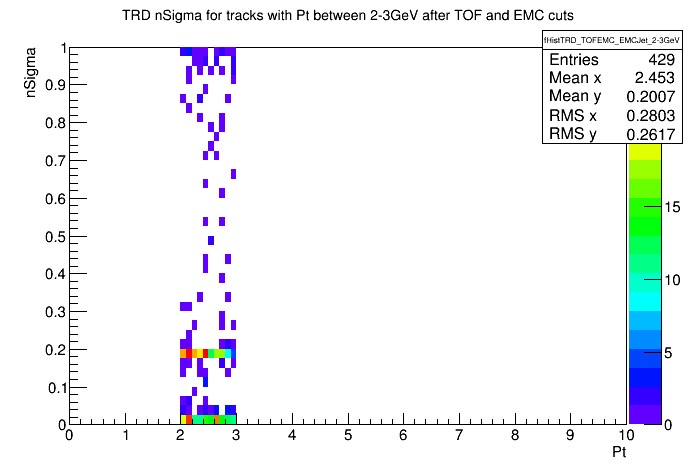 TRD nSigma for tracks with Pt between 2-3GeV after TOF and EMC cuts
fHistTRD_TOFEMC_EMCJet_2-3GeV
Entries 429
Mean x 2.453
Mean y 0.2007
RMS x 0.2803
RMS y 0.2617
nSigma
1
0.9
0.8
0.7
0.6
0.5
0.4
0.3
0.2
0.1
0
0 1 2 3 4 5 6 7 8 9 10
Pt
15
10
5
0